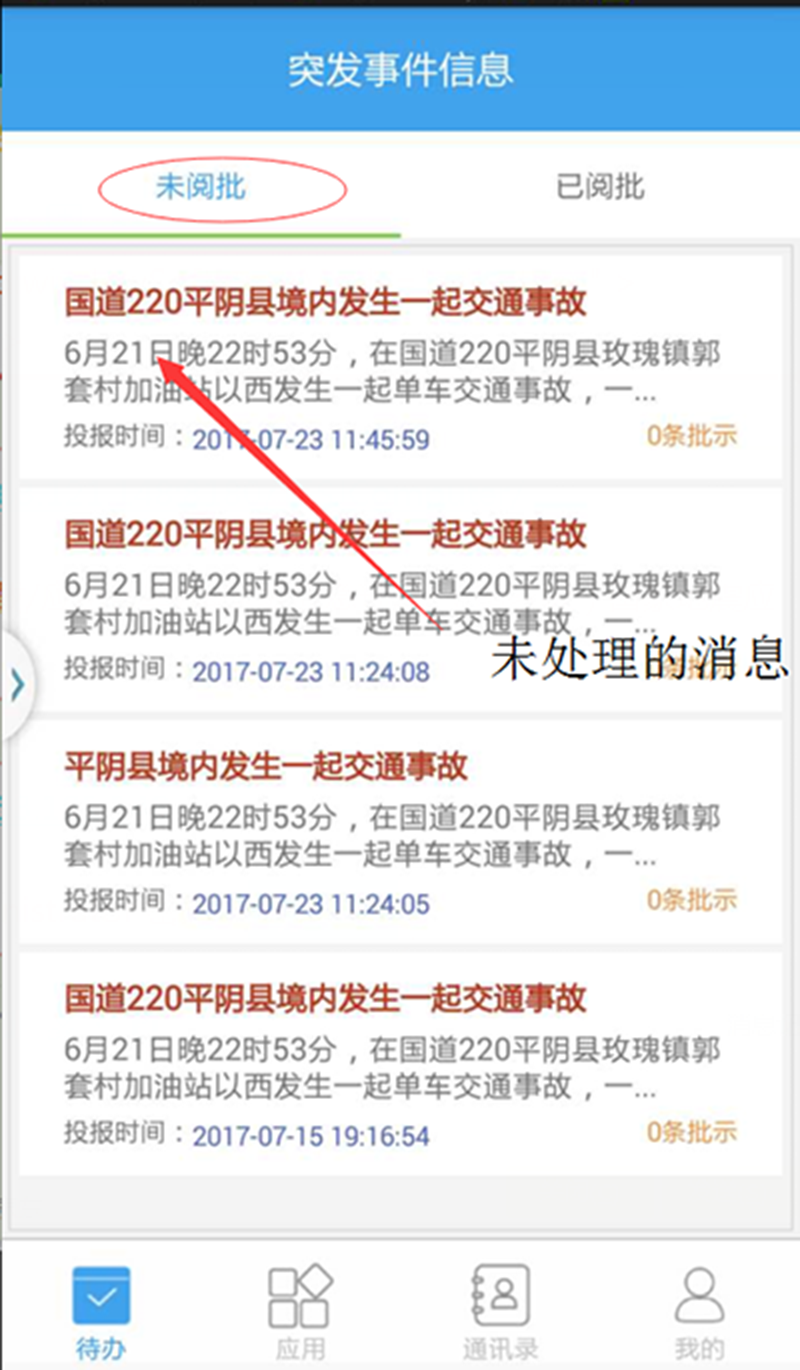 突发事件信息
未阅批
已阅批
国道220平阴县境内发生一起交通事故
6月21日晚22时53分，在国道220平阴县玫瑰镇郭
套村加油站以西发生一起单车交通事故，一...
投报时间：2017-07-23 11:45:59
0条批示
国道220平阴县境内发生一起交通事故
6月21日晚22时53分，在国道220平阴县玫瑰镇郭
套村加油站以西发生一起单车交通事故，一...
投报时间：2017-07-23 11:24:08
未处理的消息
平阴县境内发生一起交通事故
6月21日晚22时53分，在国道220平阴县玫瑰镇郭
套村加油站以西发生一起单车交通事故，一...
投报时间：2017-07-23 11:24:05
0条批示
国道220平阴县境内发生一起交通事故
6月21日晚22时53分，在国道220平阴县玫瑰镇郭
套村加油站以西发生一起单车交通事故，一...
投报时间：2017-07-15 19:16:54
0条批示
待办
应用
通讯录
我的